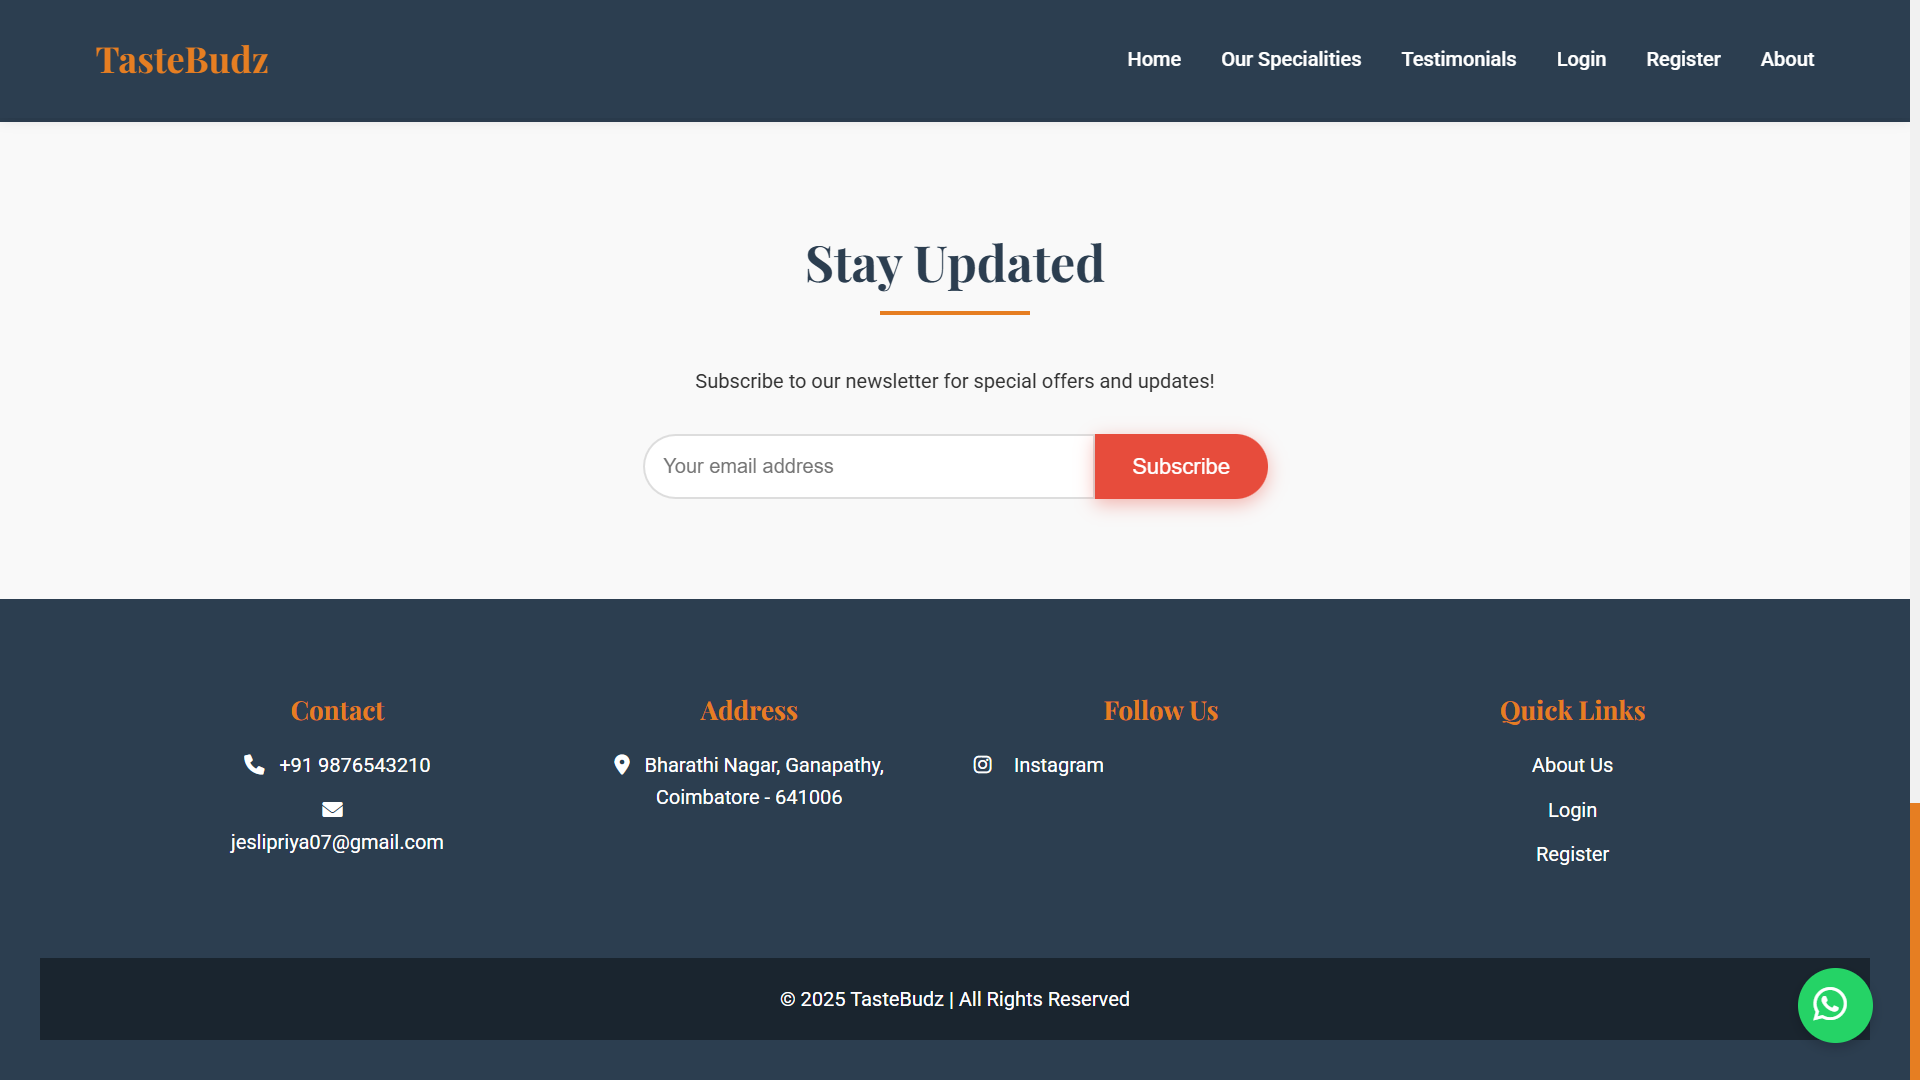 TasteBudz
Home
Our Specialities
Testimonials
Login
Register
About
Stay Updated
Subscribe to our newsletter for special offers and updates!
Your email address
Subscribe
Contact
+91 9876543210
jeslipriya07@gmail.com
Address
Bharathi Nagar, Ganapathy,
Coimbatore - 641006
Follow Us
Instagram
Quick Links
About Us
Login
Register
© 2025 TasteBudz | All Rights Reserved